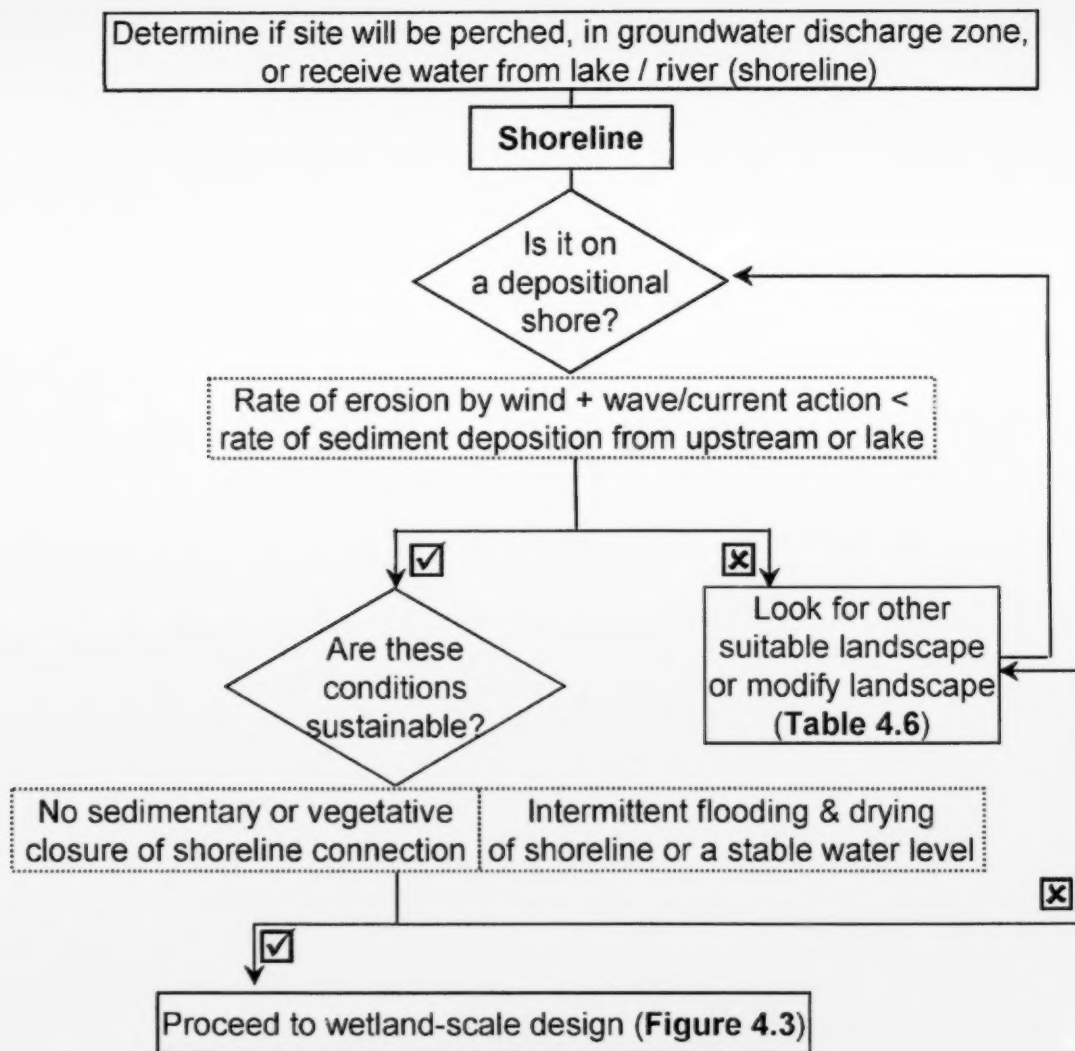 Determine if site will be perched, in groundwater discharge zone,
or receive water from lake / river (shoreline)
Shoreline
Is it on
a depositional
shore?
Rate of erosion by wind + wave/current action <
rate of sediment deposition from upstream or lake
Are these
conditions
sustainable?
Look for other
suitable landscape
or modify landscape
(Table 4.6)
No sedimentary or vegetative
closure of shoreline connection
Intermittent flooding & drying
of shoreline or a stable water level
Proceed to wetland-scale design (Figure 4.3)